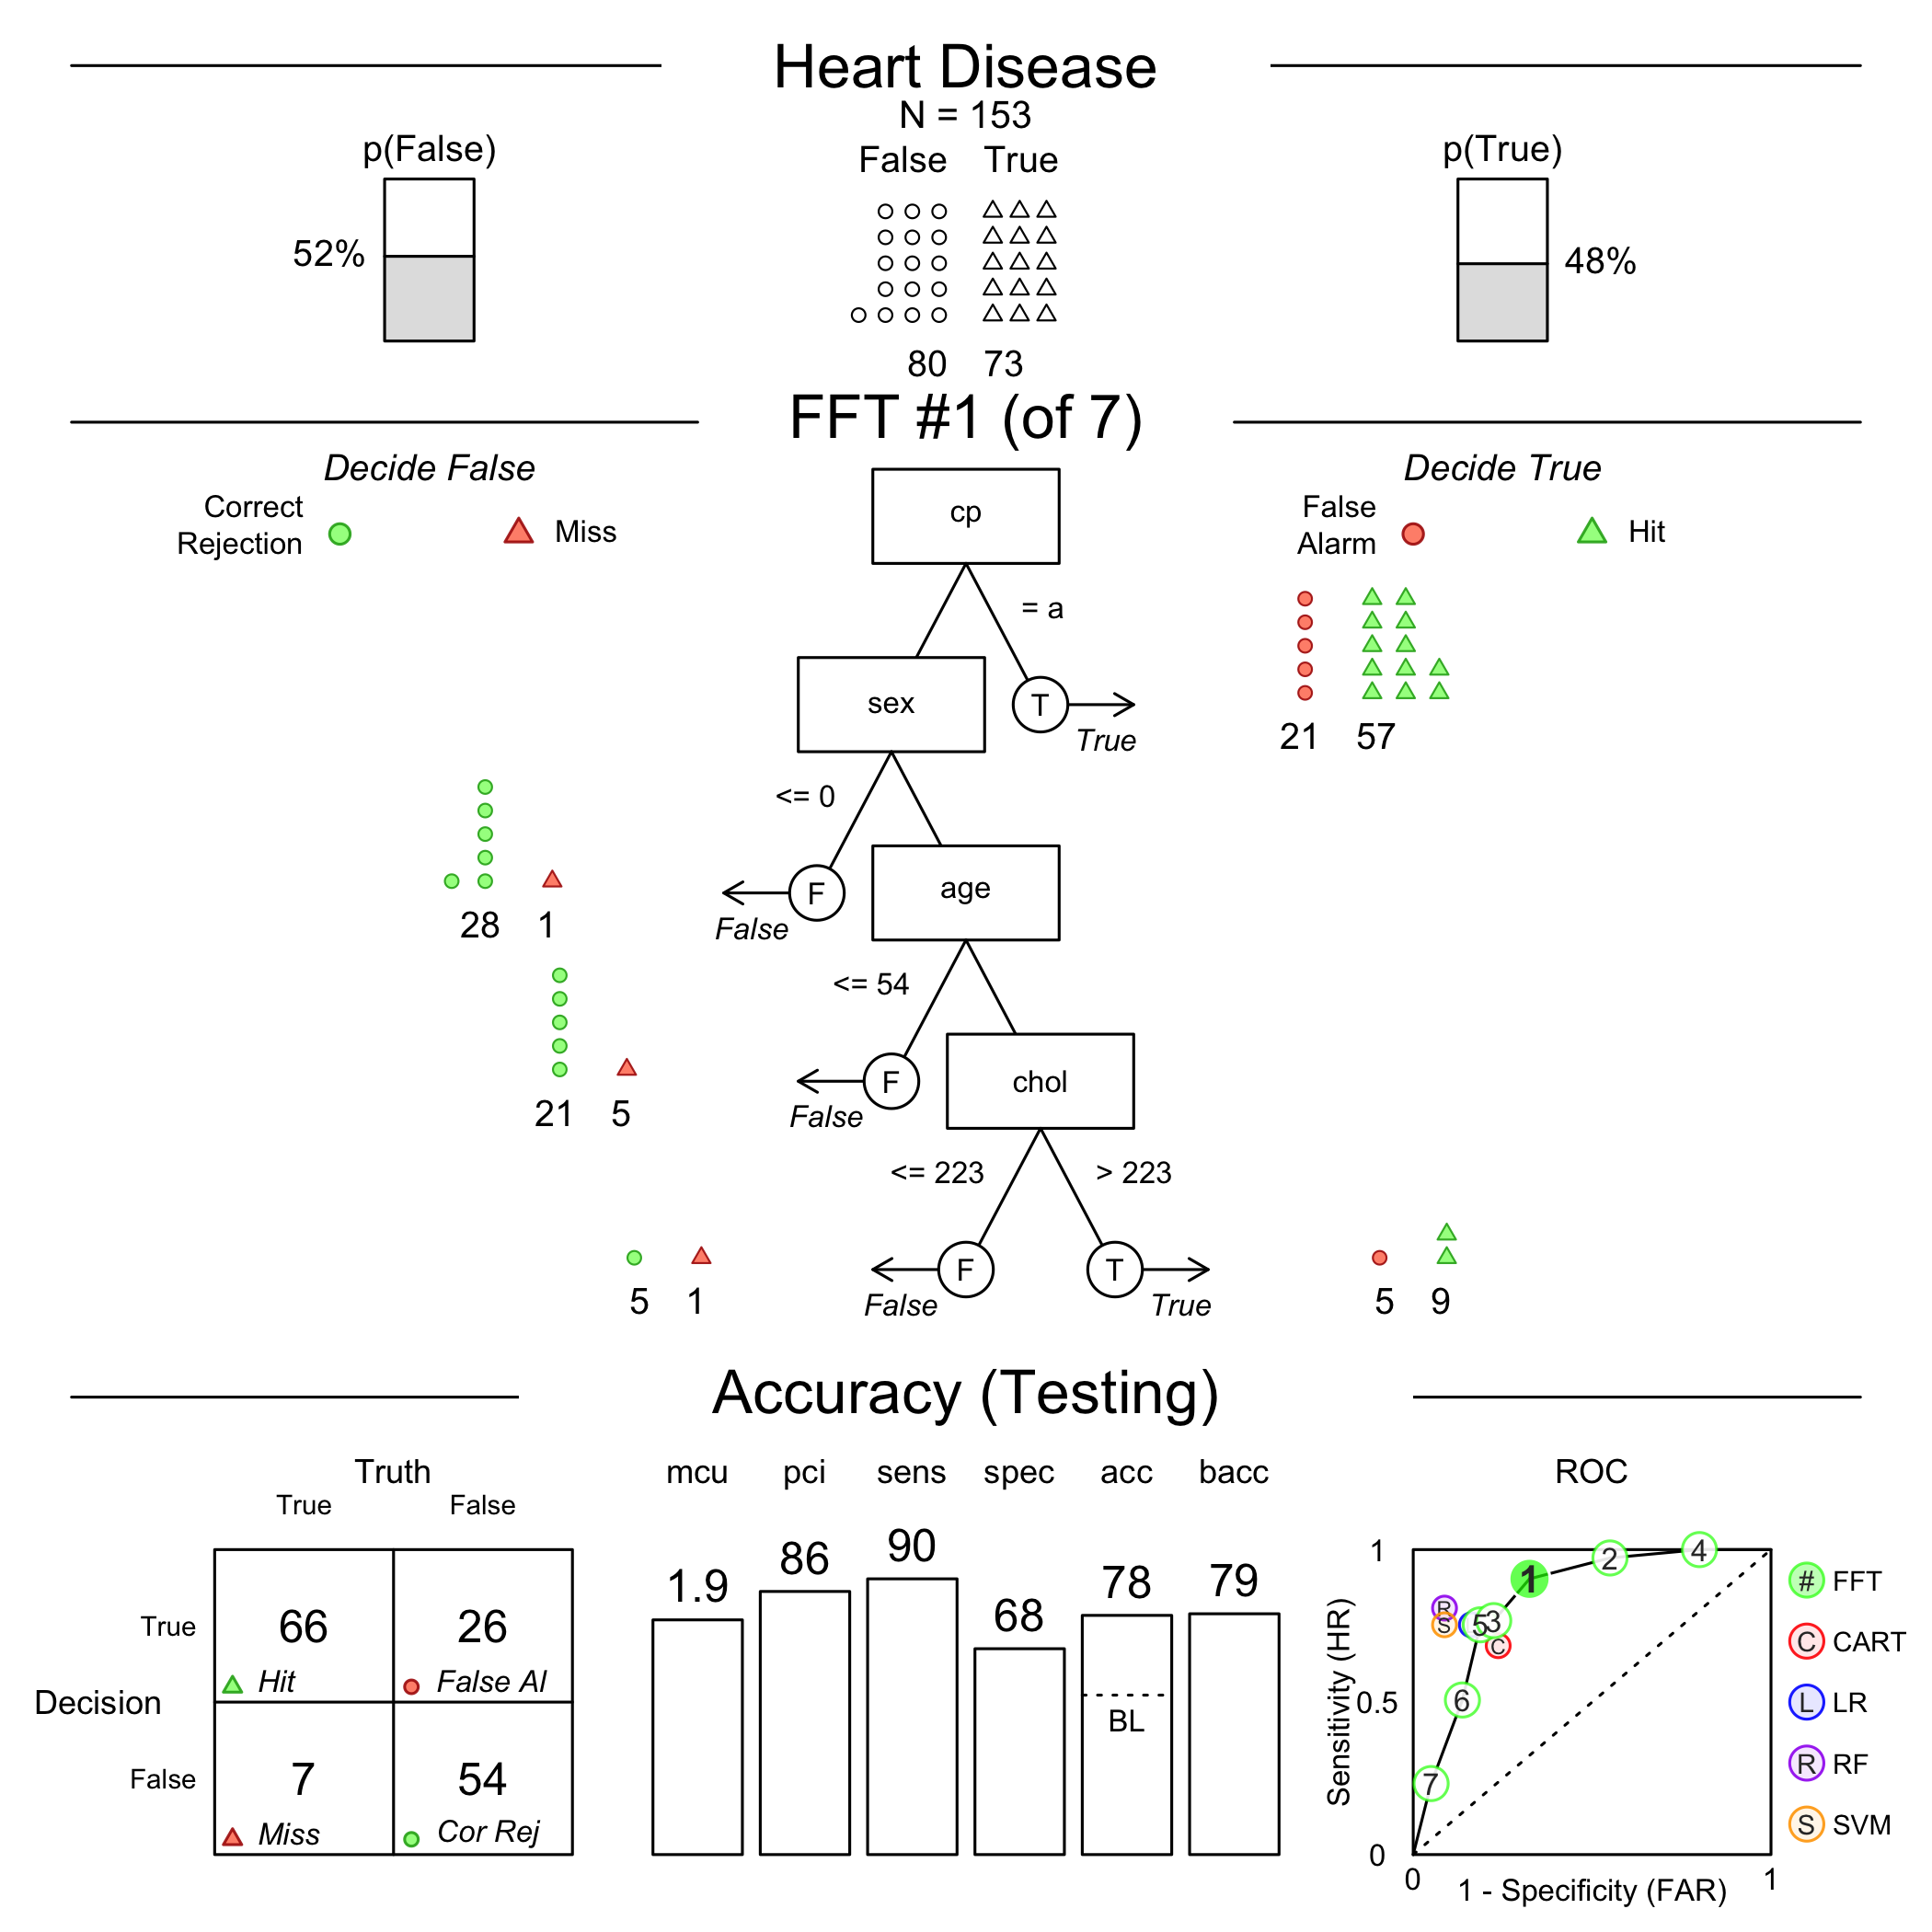 Heart Disease
N = 153
p(False)
False True
p(True)
52%
48%
80 73
FFT #1 (of 7)
Decide False
Decide True
Correct
Rejection
Miss
False
Alarm
Hit
cp
= a
sex
T
True
21 57
<= 0
F
False
age
28 1
<= 54
F
False
chol
21 5
<= 223
> 223
F
False
T
True
5 1
5 9
Accuracy (Testing)
Truth
True False
Decision
True
False
66
Hit
26
False Al
7
Miss
54
Cor Rej
mcu pci sens spec acc bacc
1.9 86 90 68 78 79
BL
ROC
Sensitivity (HR)
1
0.5
0
0 1
1 - Specificity (FAR)
1
2
4
R
S
5
3
C
6
7
# FFT
C CART
L LR
R RF
S SVM